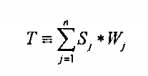 T ≡ ∑_{j=1}^{n} S_j * W_j